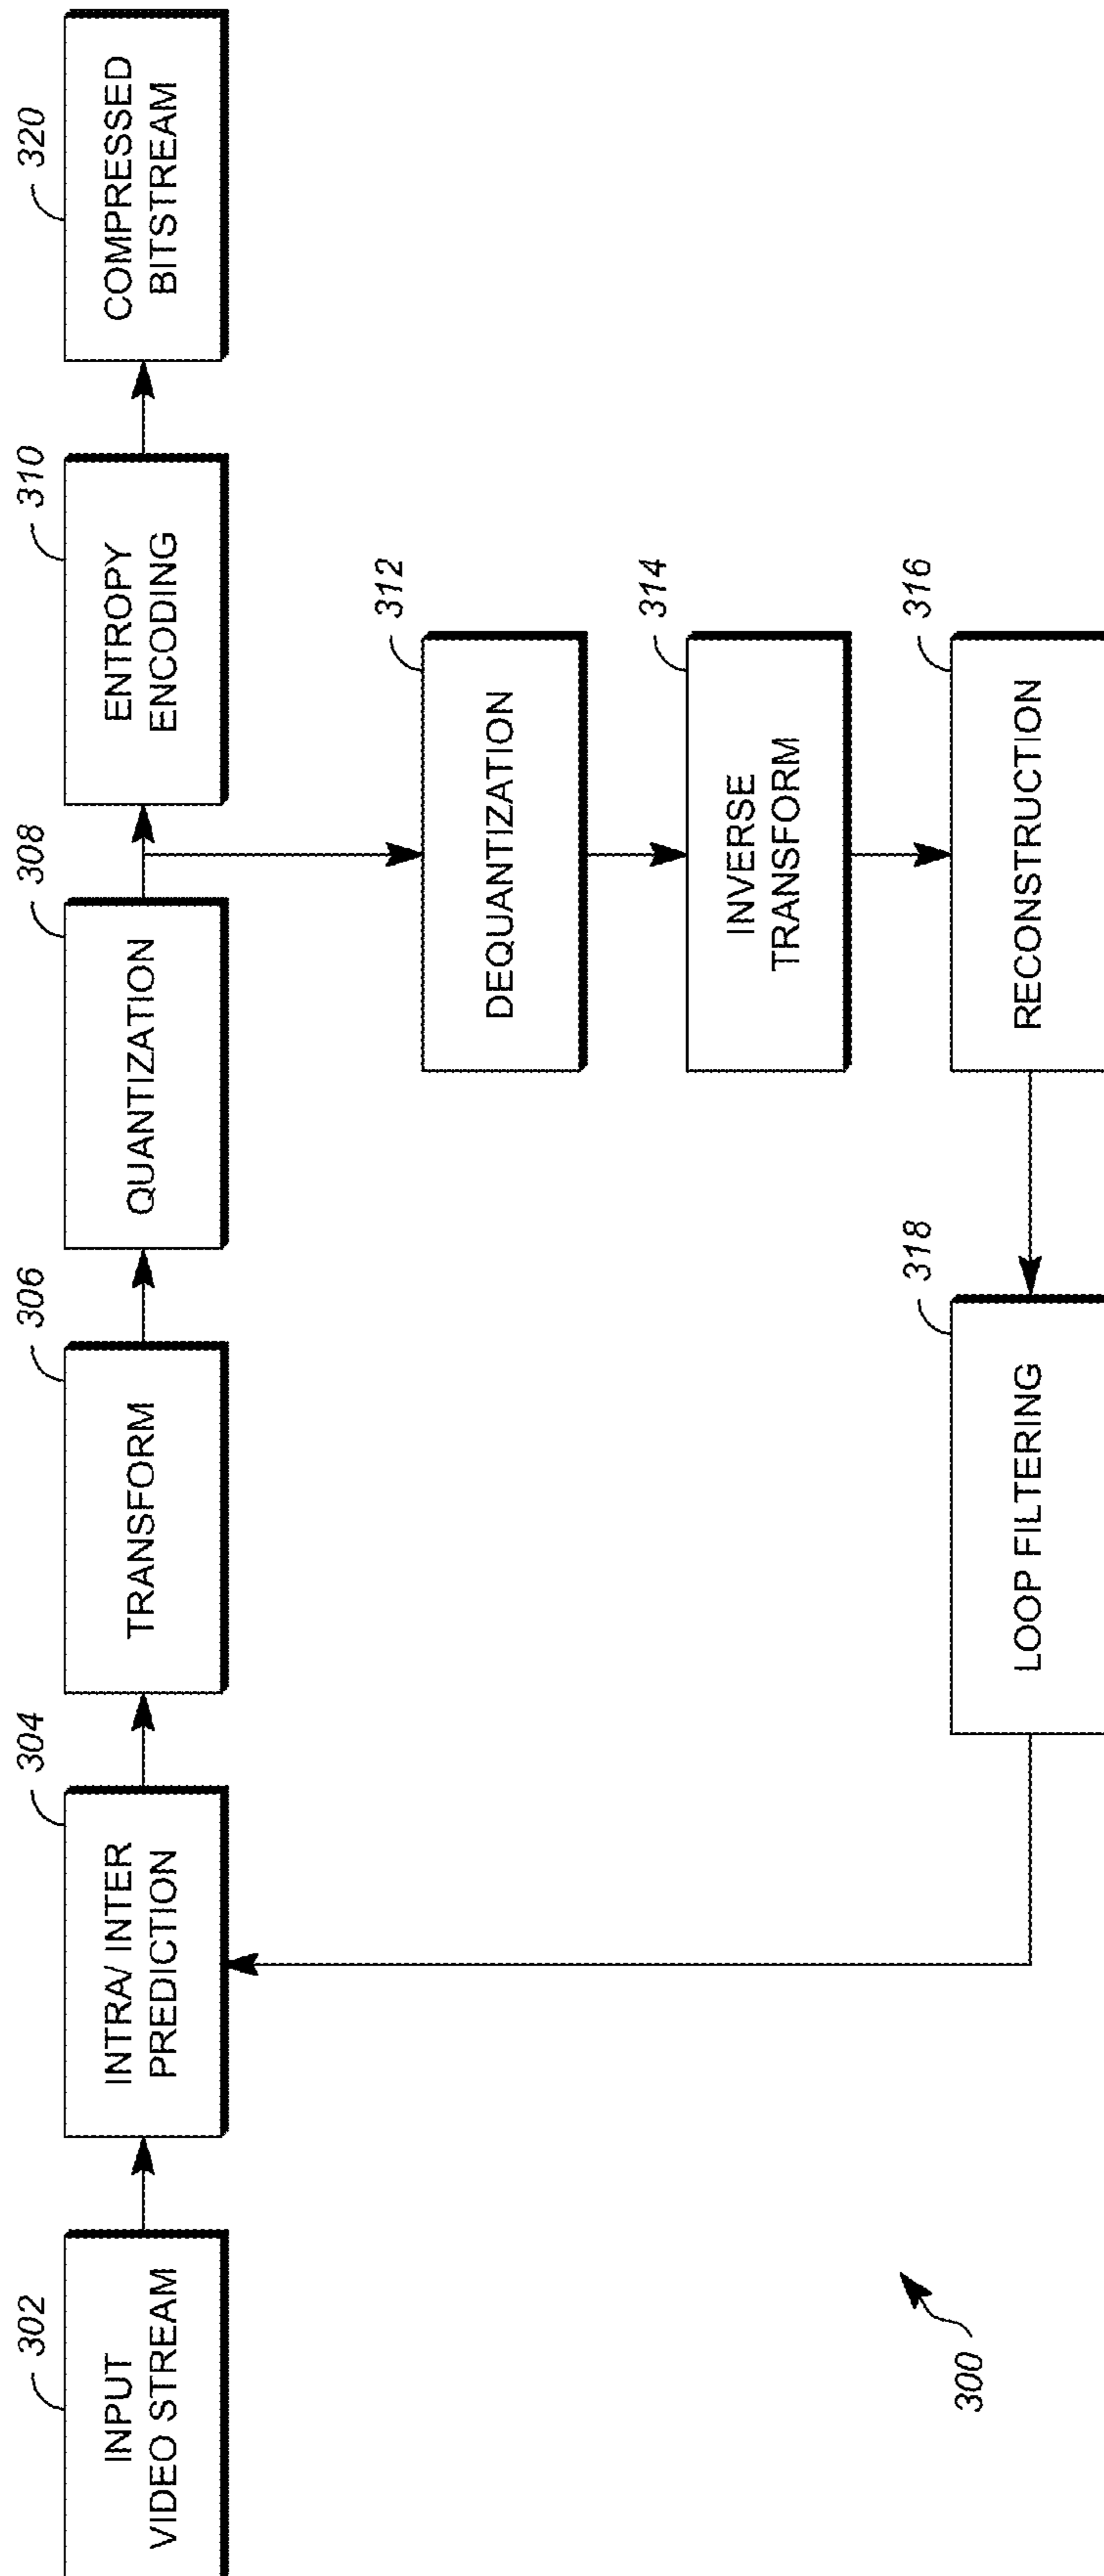 302
INPUT
VIDEO STREAM
304
INTRA/ INTER
PREDICTION
306
TRANSFORM
308
QUANTIZATION
310
ENTROPY
ENCODING
320
COMPRESSED
BITSTREAM
312
DEQUANTIZATION
314
INVERSE
TRANSFORM
318
LOOP FILTERING
316
RECONSTRUCTION
300